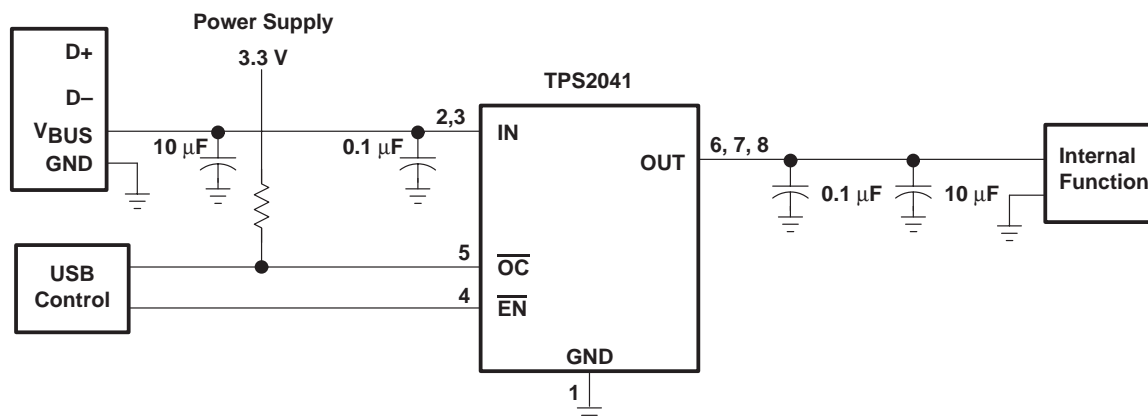 Power Supply
3.3 V
TPS2041
D+
D–
VBUS
GND
10 μF
0.1 μF
2,3
IN
OUT
6, 7, 8
0.1 μF
10 μF
Internal
Function
USB
Control
5
OC
4
EN
GND
1